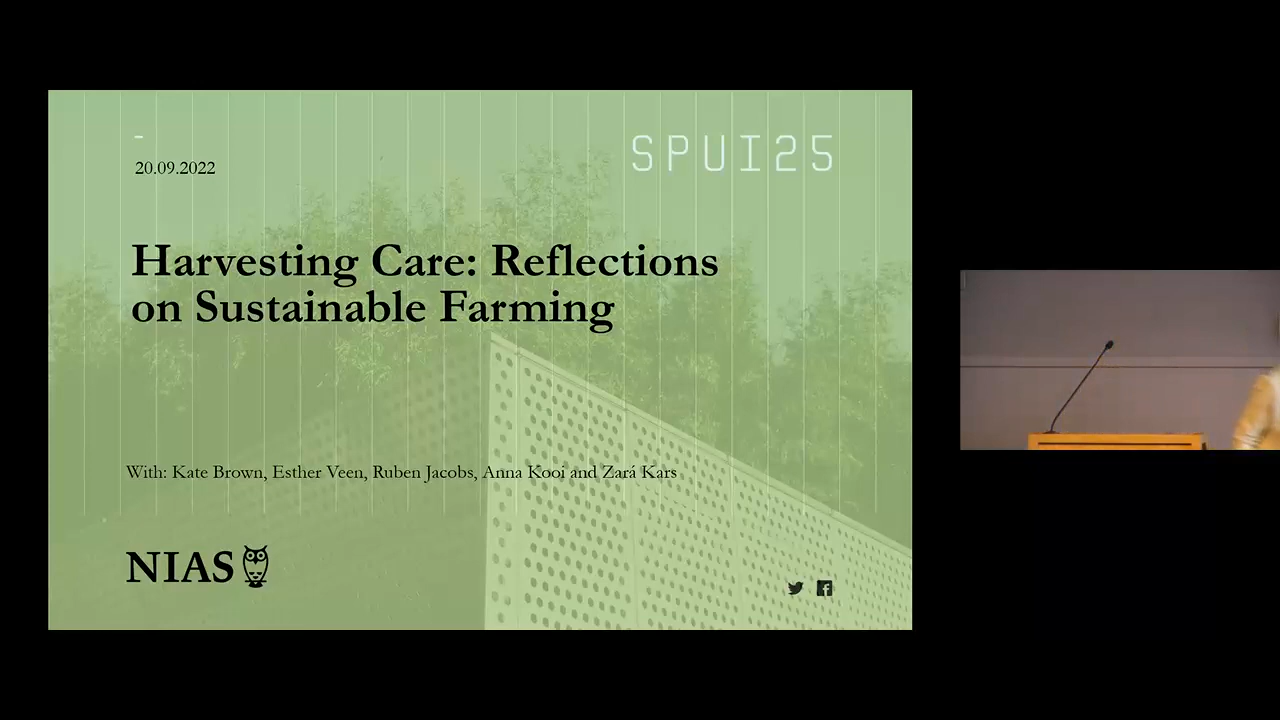 20.09.2022
SPUI25
Harvesting Care: Reflections
on Sustainable Farming
With: Kate Brown, Esther Veen, Ruben Jacobs, Anna Kooi and Zará Kars
NIAS